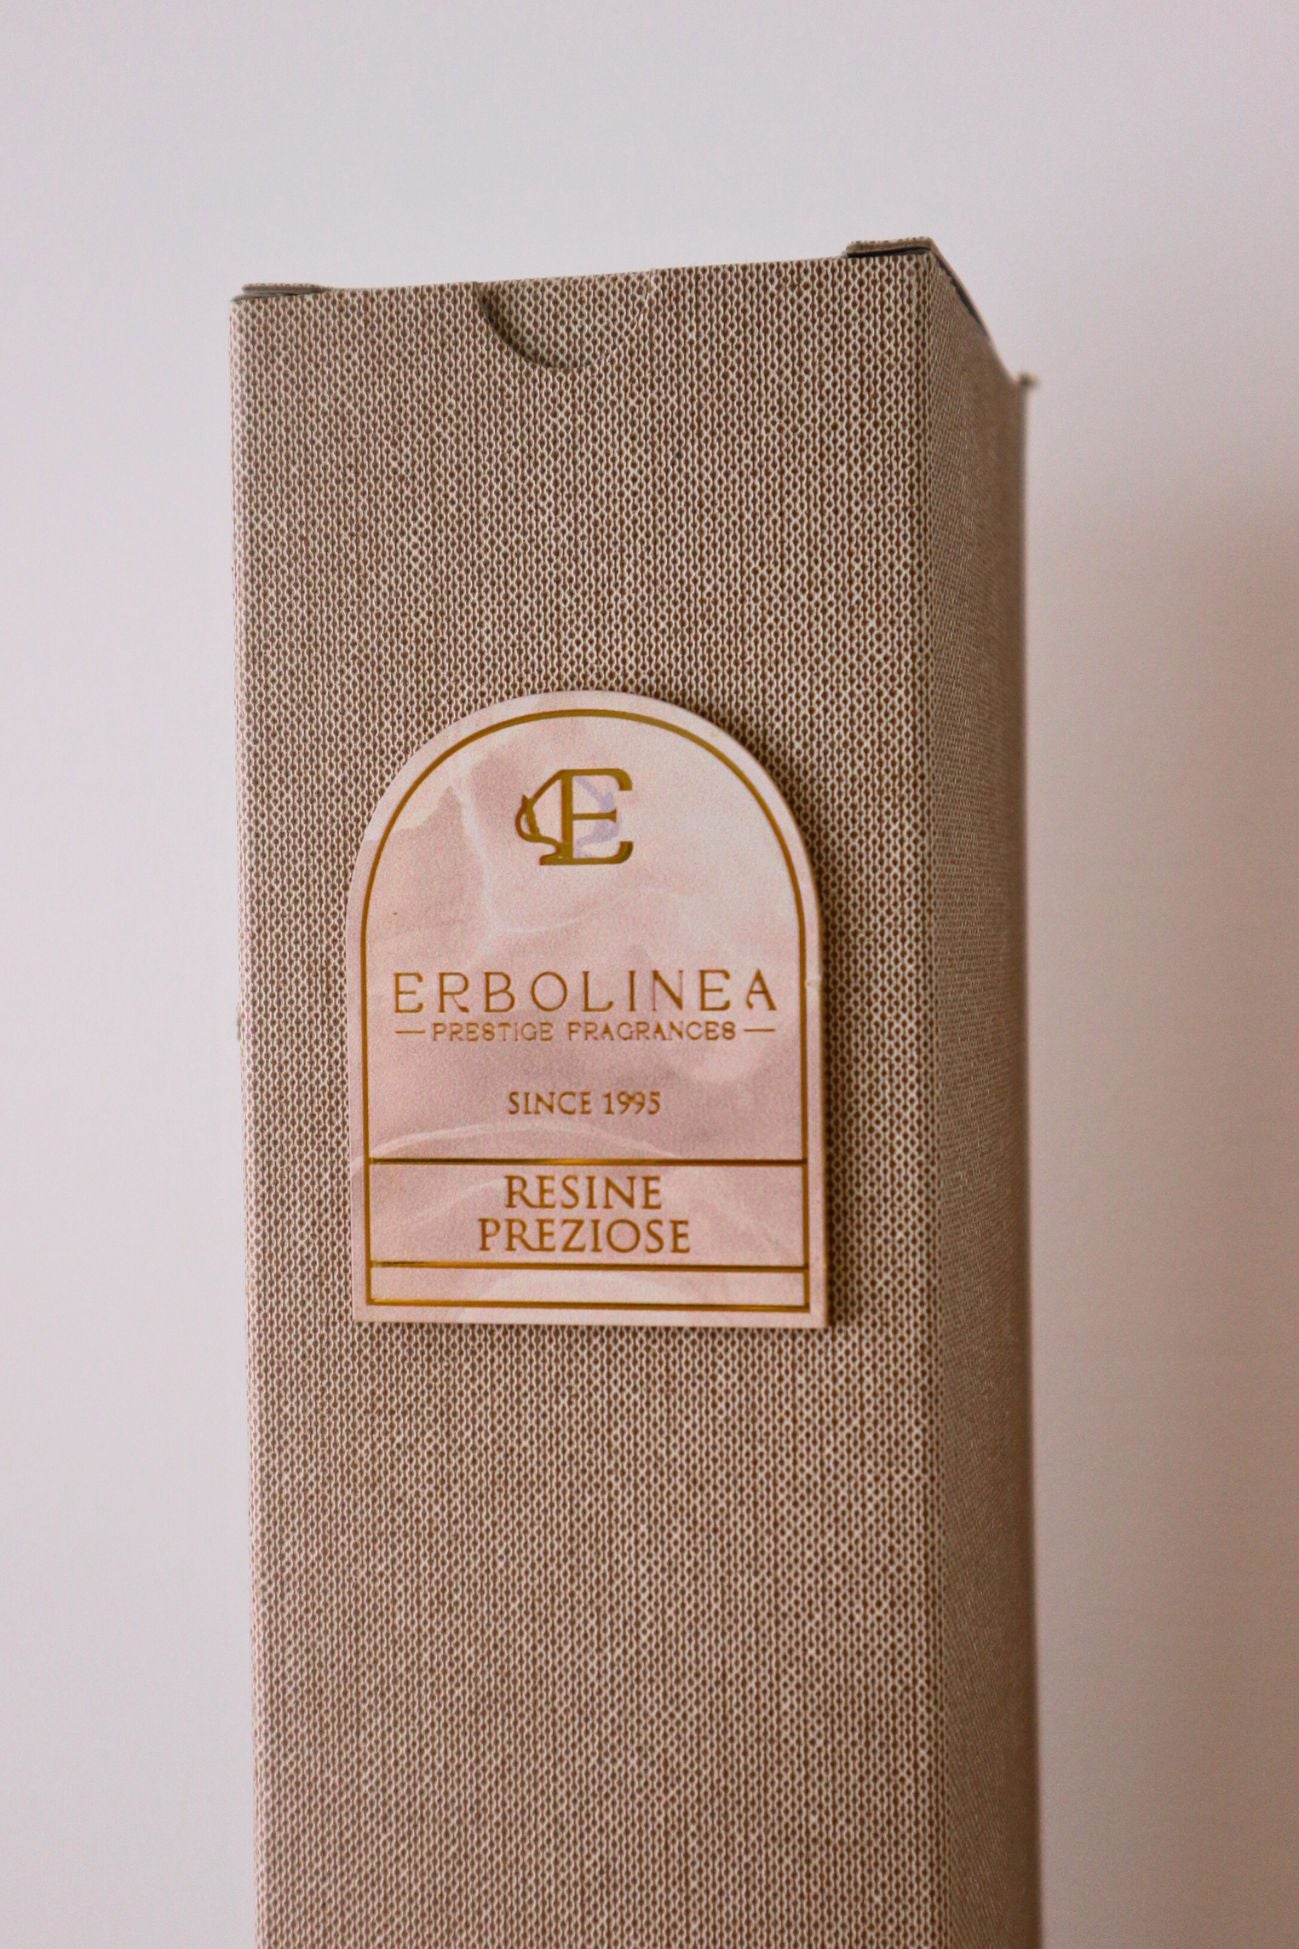 E
ERBOLINEA
PRESTIGE FRAGRANCES
SINCE 1995
RESINE
PREZIOSE